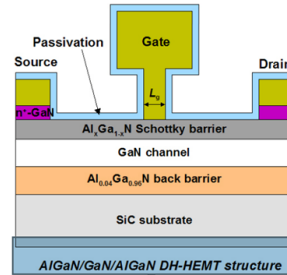 Passivation
Gate
Source
Drain
Lg
n⁺-GaN
AlₓGa₁₋ₓN Schottky barrier
GaN channel
Al₀.₀₄Ga₀.₉₆N back barrier
SiC substrate
AlGaN/GaN/AlGaN DH-HEMT structure